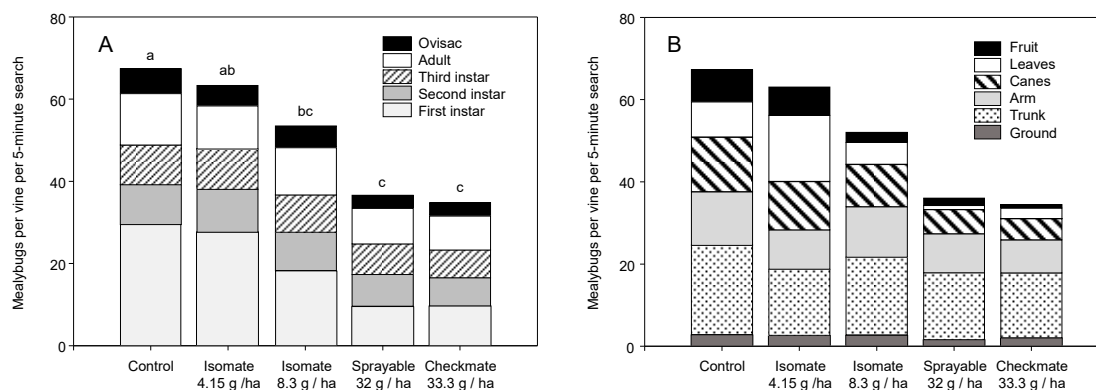 80
60
40
20
0
Mealybugs per vine per 5-minute search
A
a
ab
bc
c
c
Ovisac
Adult
Third instar
Second instar
First instar
Control
Isomate
4.15 g /ha
Isomate
8.3 g / ha
Sprayable
32 g / ha
Checkmate
33.3 g / ha
80
60
40
20
0
Mealybugs per vine per 5-minute search
B
Fruit
Leaves
Canes
Arm
Trunk
Ground
Control
Isomate
4.15 g /ha
Isomate
8.3 g / ha
Sprayable
32 g / ha
Checkmate
33.3 g / ha